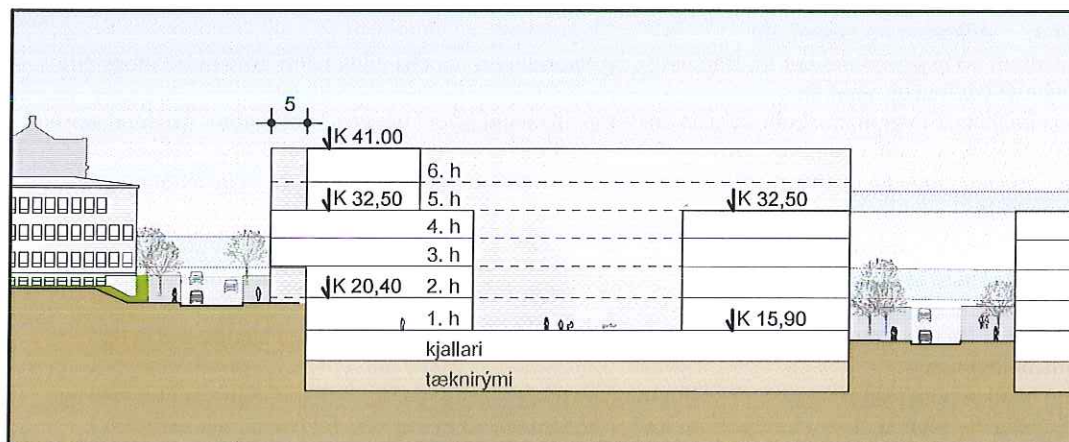 5
K 41.00
6. h
K 32,50
5. h
K 32,50
4. h
3. h
K 20,40
2. h
1. h
K 15,90
kjallari
tæknirými